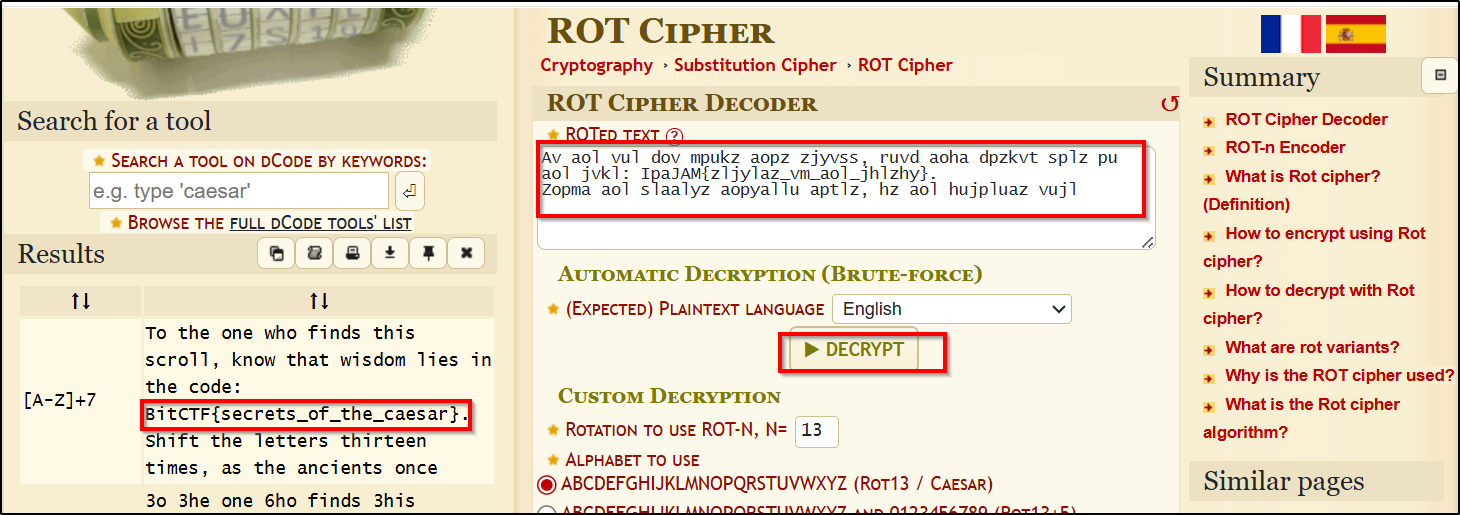 EUXIL
I7S19
Search for a tool
SEARCH A TOOL ON DCODE BY KEYWORDS:
e.g. type 'caesar'
BROWSE THE FULL DCODE TOOLS' LIST
Results
[A-Z]+7
To the one who finds this
scroll, know that wisdom lies in
the code:
BitCTF{secrets_of_the_caesar}.
Shift the letters thirteen
times, as the ancients once
3o 3he one 6ho finds 3his
ROT CIPHER
Cryptography › Substitution Cipher › ROT Cipher
ROT CIPHER DECODER
ROTED TEXT ?
Av aol vul dov mpukz aopz zjyvss, ruvd aoha dpzkvt splz pu
aol jvkl: IpaJAM{zljylaz_vm_aol_jhlzhy}.
Zopma aol slaalyz aopyallu aptlz, hz aol hujpluaz vujl
AUTOMATIC DECRYPTION (BRUTE-FORCE)
(EXPECTED) PLAINTEXT LANGUAGE English
► DECRYPT
CUSTOM DECRYPTION
ROTATION TO USE ROT-N, N= 13
ALPHABET TO USE
ABCDEFGHIJKLMNOPQRSTUVWXYZ (ROT13 / CAESAR)
ABCDEFGHIJKLMNOPQRSTUVWXYZ AND 0123456789 (ROT13+5)
Summary
ROT Cipher Decoder
ROT-n Encoder
What is Rot cipher?
(Definition)
How to encrypt using Rot
cipher?
How to decrypt with Rot
cipher?
What are rot variants?
Why is the ROT cipher used?
What is the Rot cipher
algorithm?
Similar pages